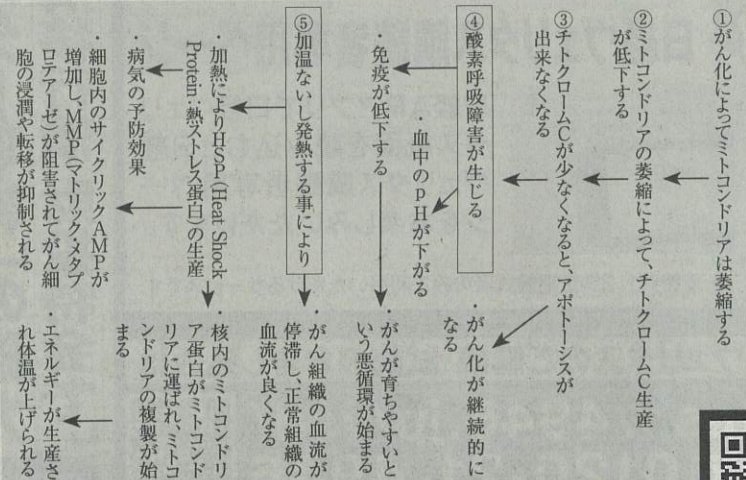 ①がん化によってミトコンドリアは萎縮する
②ミトコンドリアの萎縮によって、チトクローム、C生産
が低下する
③チトクロームCが少なくなると、アポトーシスが
出来なくなる
・がん化が継続的に
なる
④酸素呼吸障害が生じる
・血中のpHが下がる
・免疫が低下する
・がんが育ちやすいと
いう悪循環が始まる
⑤加温ないし発熱する事により
・がん組織の血流が
停滞し、正常組織の
血流が良くなる
・加熱によりHSP(Heat Shock
Protein:熱ストレス蛋白)の生産
・核内のミトコンドリ
ア蛋白がミトコンド
リアに運ばれ、ミトコ
ンドリアの複製が始
まる
・病気の予防効果
・細胞内のサイクリックAMPが
増加し、MMP(マトリック・メタプ
ロテアーゼ)が阻害されてがん細
胞の浸潤や転移が抑制される
・エネルギーが生産さ
れ体温が上げられる